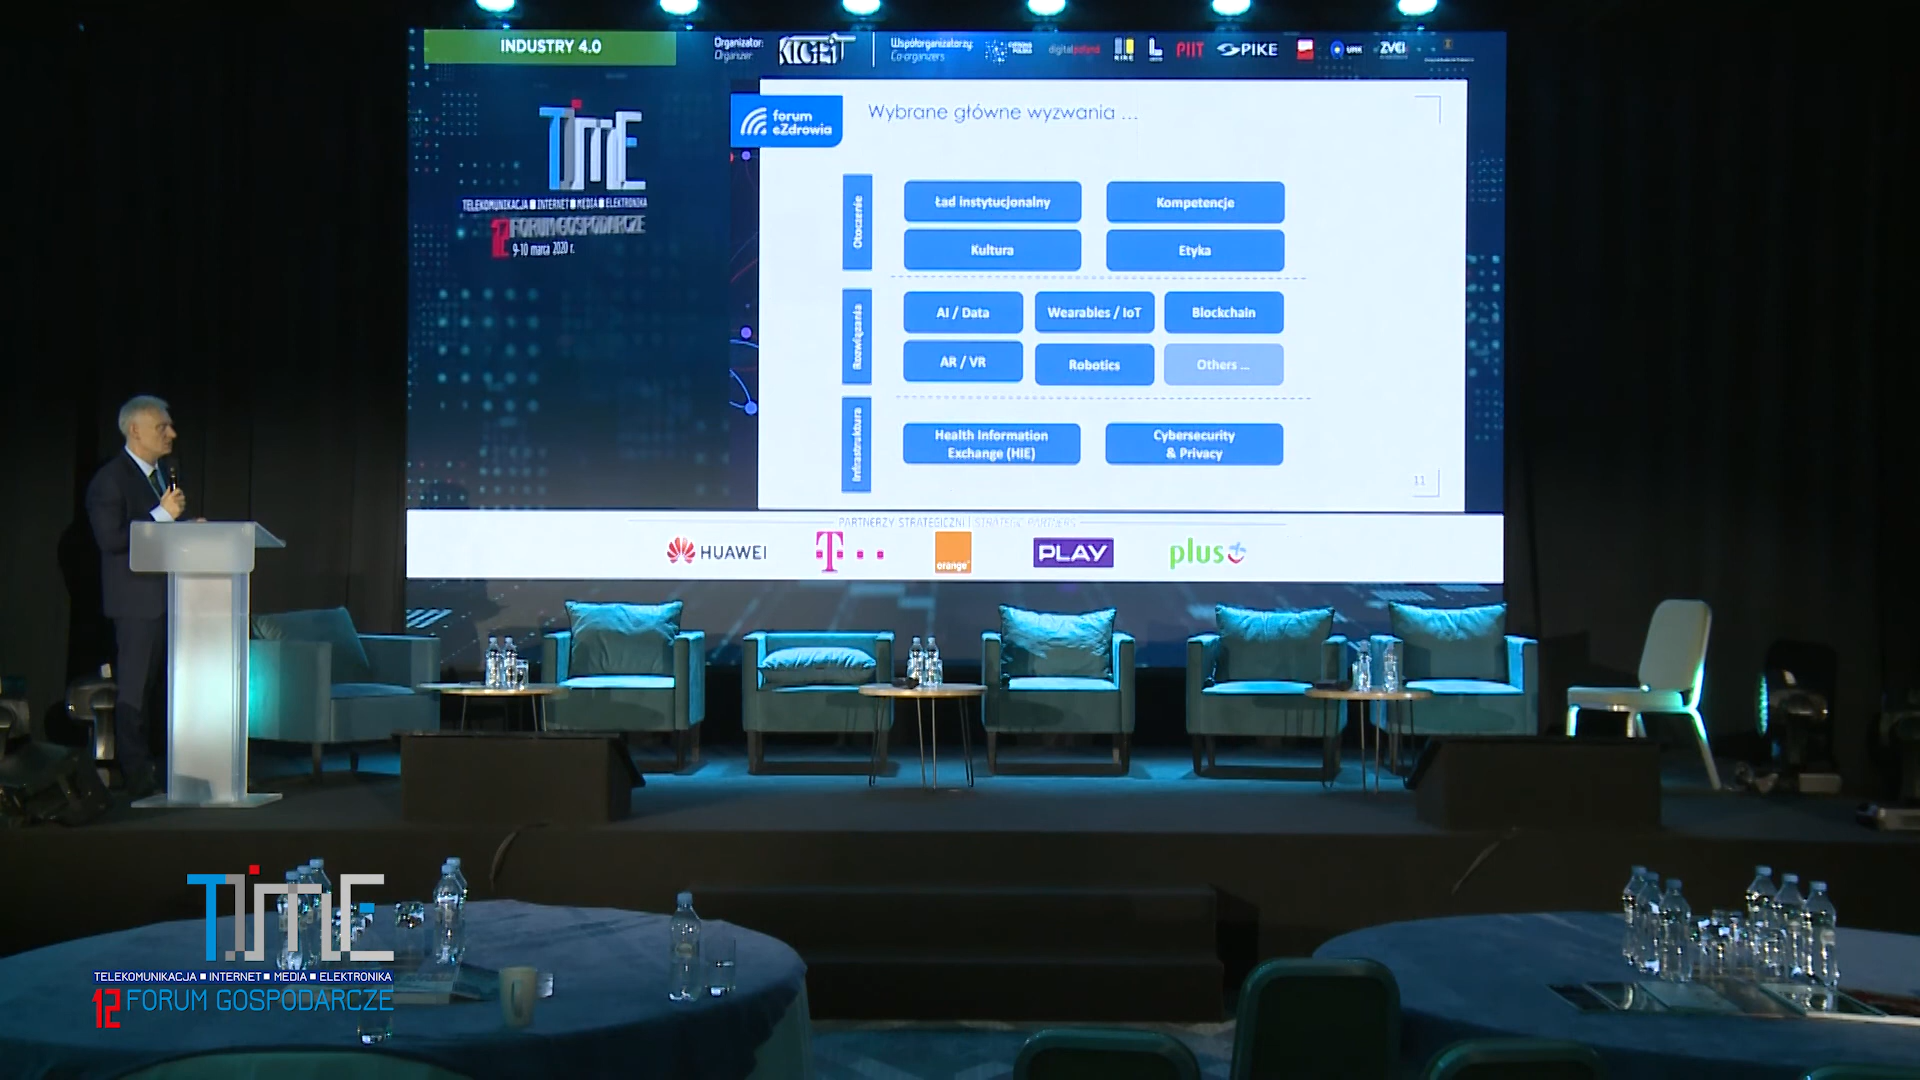 INDUSTRY 4.0
Organizator:
Organizer:
KIGEiT
Współorganizatorzy:
Co-organizers
digitalpoland
PIIT
PIKE
ZVEI
TIME
TELEKOMUNIKACJA INTERNET MEDIA ELEKTRONIKA
12 FORUM GOSPODARCZE
9-10 marca 2020 r.
forum
eZdrowia
Wybrane główne wyzwania ...
Otoczenie
Ład instytucjonalny
Kompetencje
Kultura
Etyka
Rozwiązania
AI / Data
Wearables / IoT
Blockchain
AR / VR
Robotics
Others ...
Infrastruktura
Health Information
Exchange (HIE)
Cybersecurity
& Privacy
11
PARTNERZY STRATEGICZNI | STRATEGIC PARTNERS
HUAWEI
T
orange
PLAY
plus
TIME
TELEKOMUNIKACJA INTERNET MEDIA ELEKTRONIKA
12 FORUM GOSPODARCZE